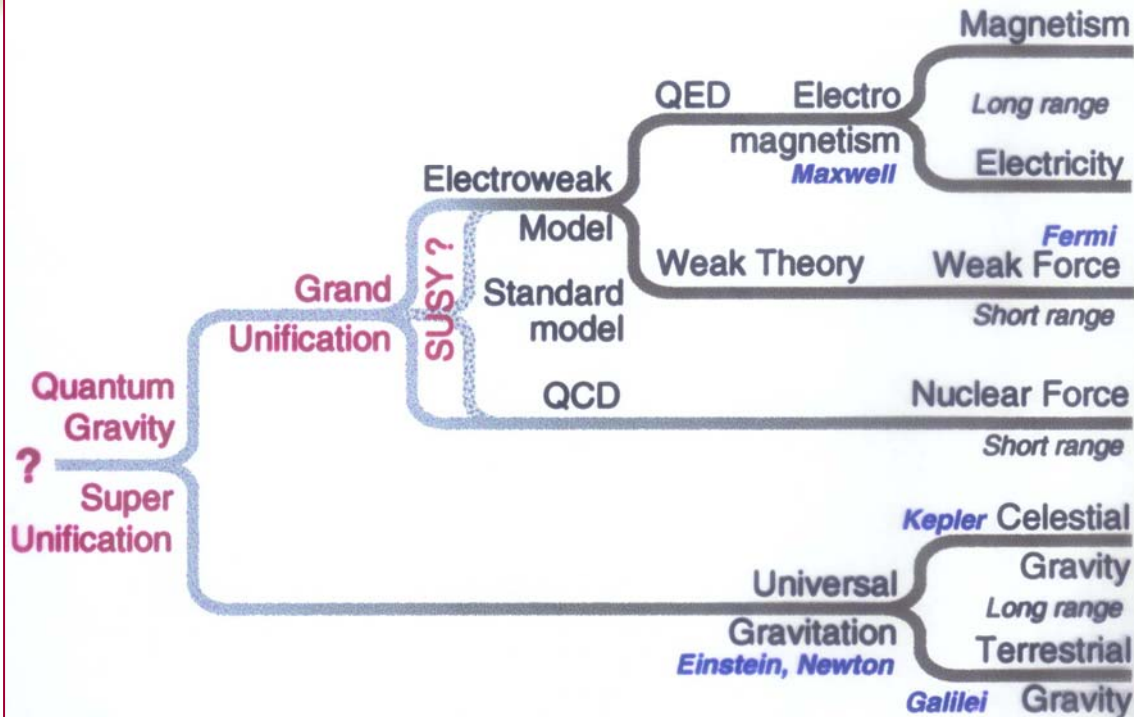 Magnetism
QED Electro
Long range
magnetism
Maxwell
Electricity
Electroweak
Model
Fermi
Weak Theory Weak Force
Short range
SUSY ?
Grand
Unification
Standard
model
Quantum
Gravity
QCD Nuclear Force
Short range
?
Super
Unification
Kepler Celestial
Gravity
Universal
Gravitation
Long range
Einstein, Newton
Terrestrial
Galilei Gravity